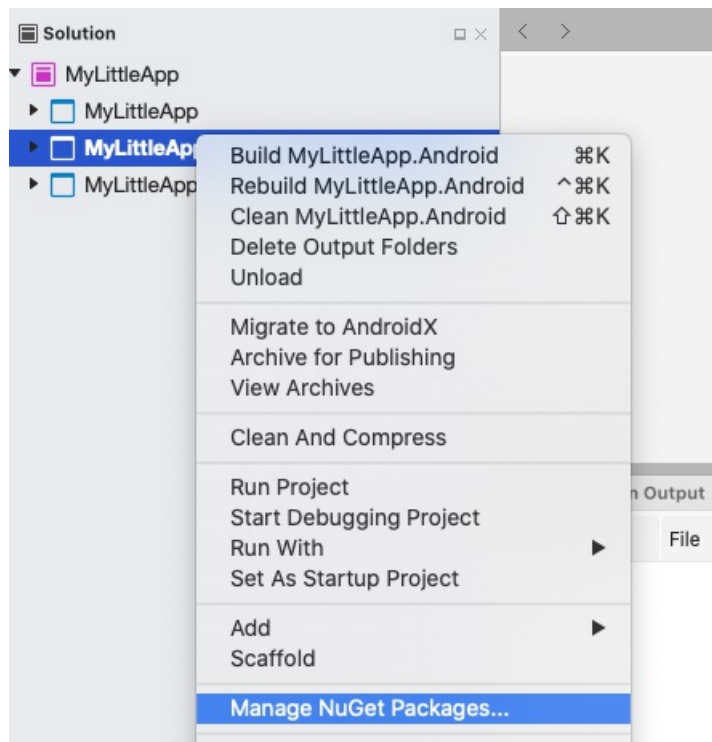 Solution
MyLittleApp
MyLittleApp
MyLittleAp
MyLittleApp
Build MyLittleApp.Android ⌘K
Rebuild MyLittleApp.Android ^⌘K
Clean MyLittleApp.Android ⇧⌘K
Delete Output Folders
Unload
Migrate to AndroidX
Archive for Publishing
View Archives
Clean And Compress
Run Project
Start Debugging Project
Run With
Set As Startup Project
Add
Scaffold
Manage NuGet Packages...
n Output
File